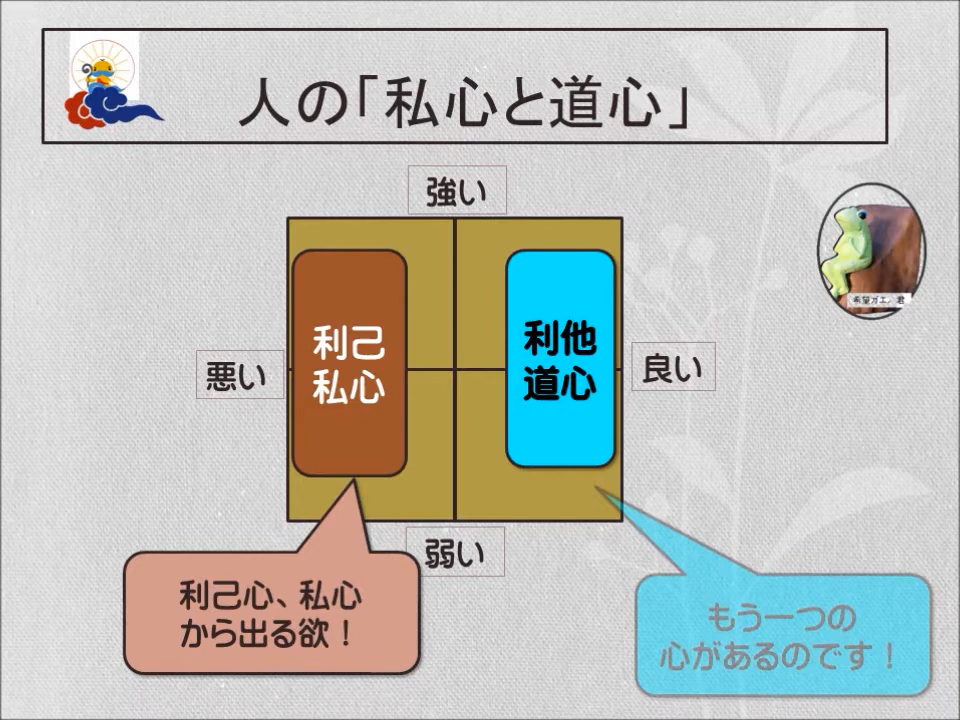 人の「私心と道心」
強い
利己
私心
利他
道心
悪い
良い
弱い
利己心、私心
から出る欲！
もう一つの
心があるのです！